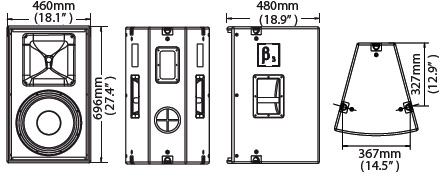 460mm
(18.1″)
696mm
(27.4″)
480mm
(18.9″)
β3
327mm
(12.9″)
367mm
(14.5″)